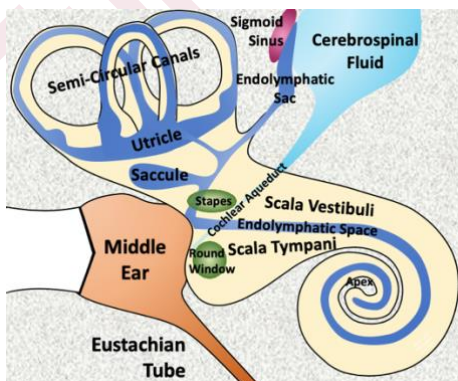 Sigmoid
Sinus
Cerebrospinal
Fluid
Semi-Circular Canals
Endolymphatic
Sac
Utricle
Saccule
Stapes
Cochlear Aqueduct
Scala Vestibuli
Endolymphatic Space
Scala Tympani
Middle
Ear
Round
Window
Apex
Eustachian
Tube